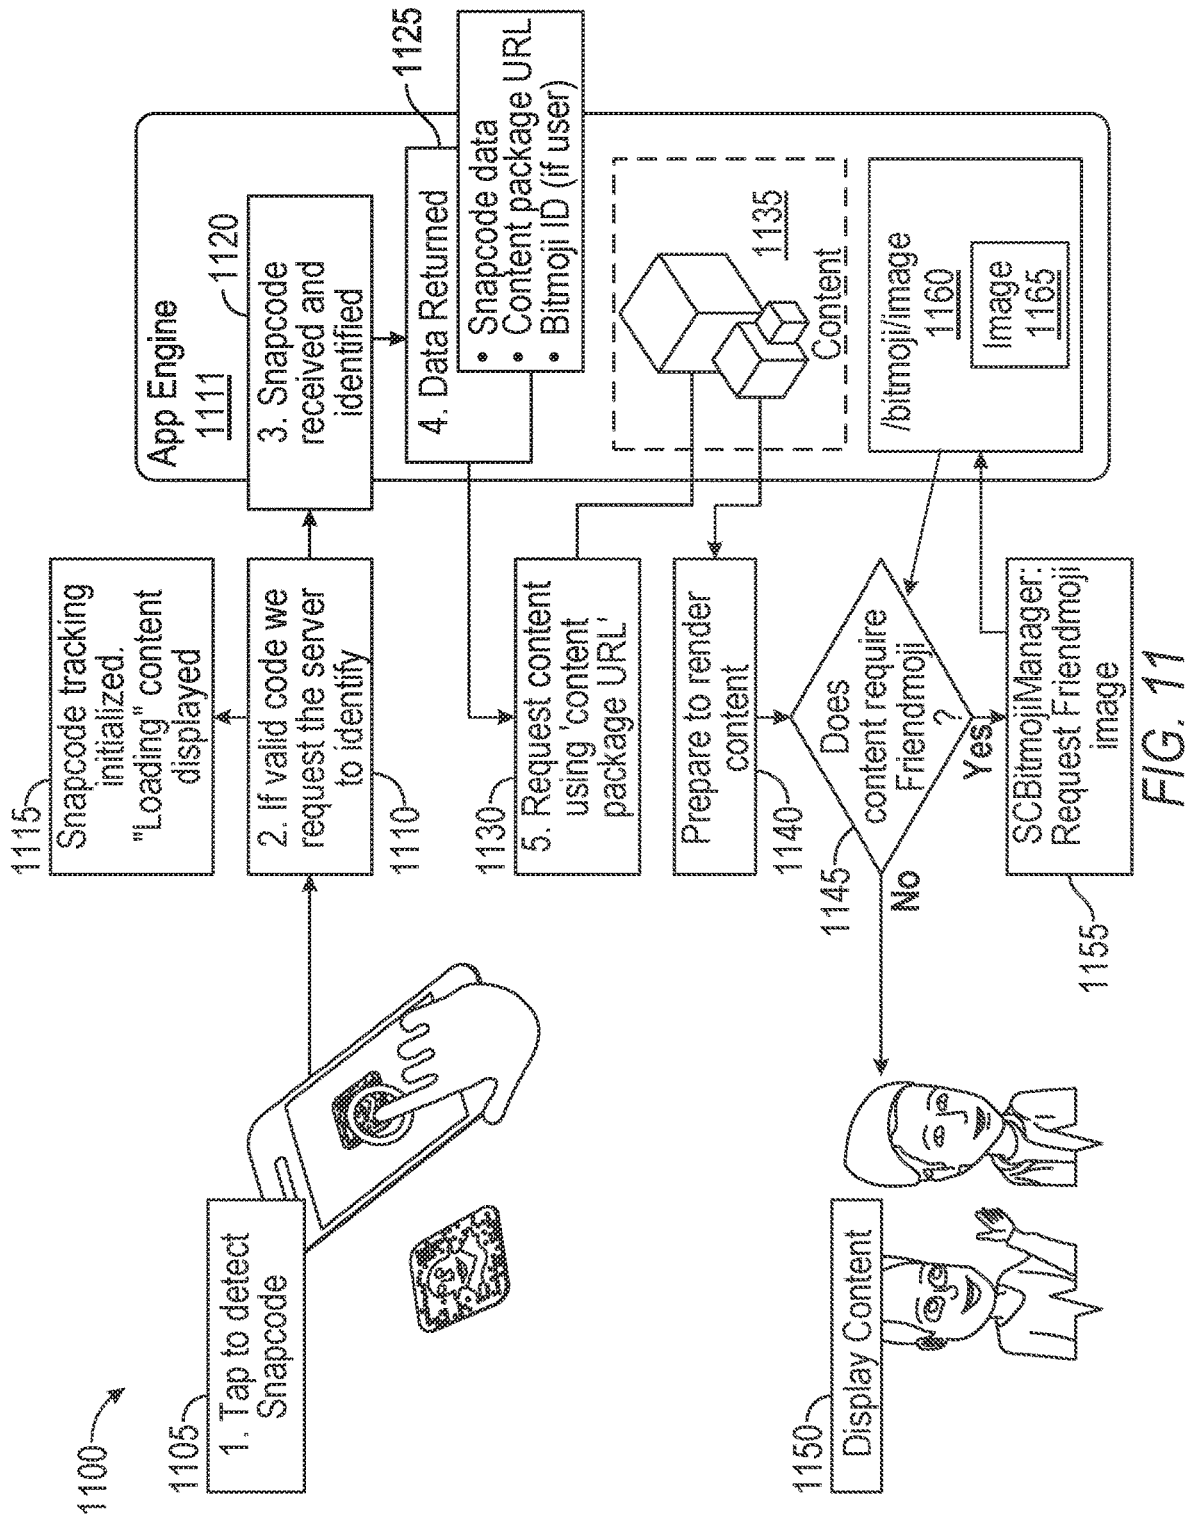 1100
1105
1. Tap to detect
Snapcode
1115
Snapcode tracking
initialized.
"Loading" content
displayed
2. If valid code we
request the server
to identify
1110
App Engine
1111
1120
3. Snapcode
received and
identified
1125
4. Data Returned
• Snapcode data
• Content package URL
• Bitmoji ID (if user)
1130
5. Request content
using 'content
package URL'
1135
Content
Prepare to render
content
1140
1145
Does
content require
Friendmoji
?
No
Yes
1150
Display Content
SCBitmojiManager:
Request Friendmoji
image
1155
/bitmoji/image
1160
Image
1165
FIG. 11